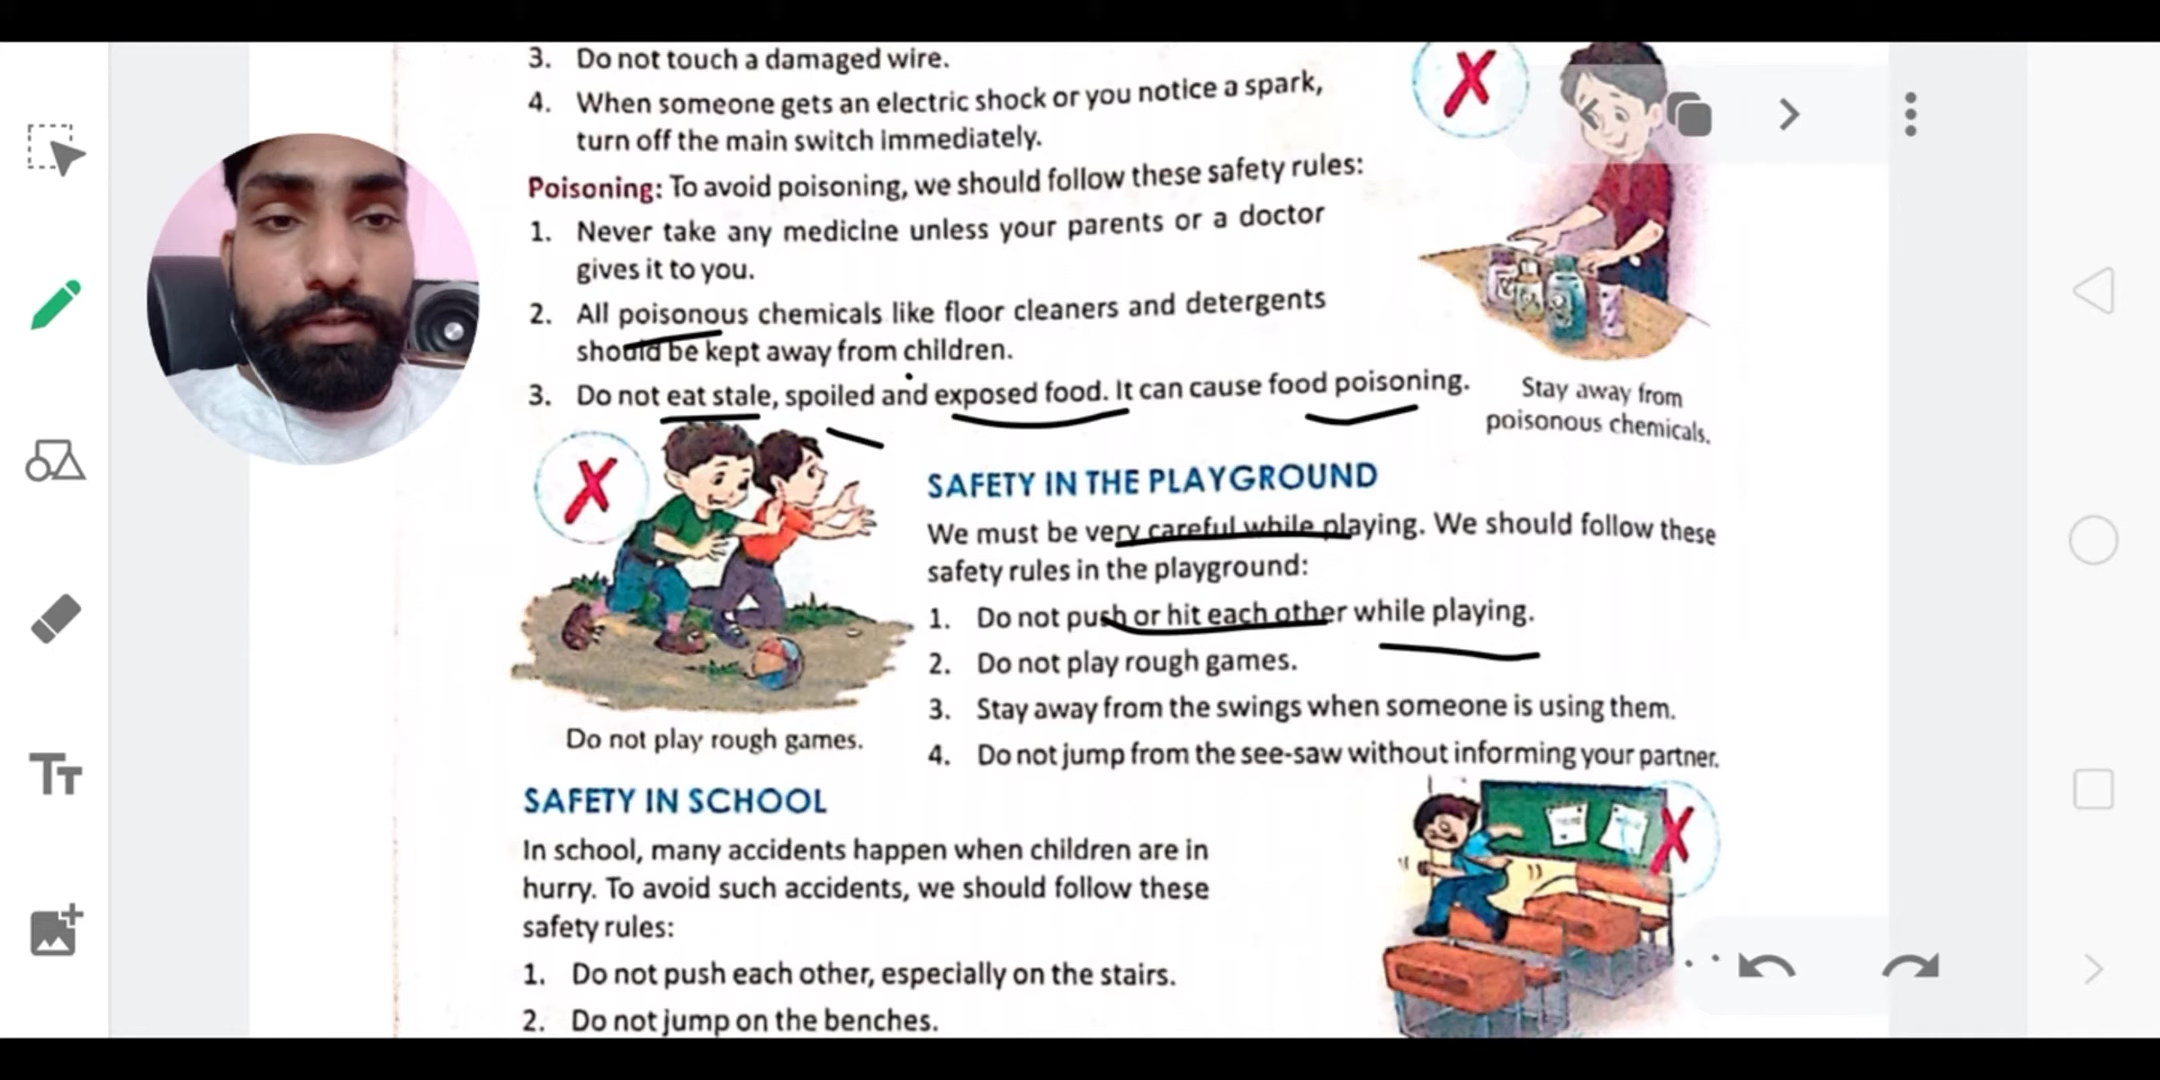 3. Do not touch a damaged wire.
4. When someone gets an electric shock or you notice a spark,
turn off the main switch immediately.
Poisoning: To avoid poisoning, we should follow these safety rules:
1. Never take any medicine unless your parents or a doctor
gives it to you.
2. All poisonous chemicals like floor cleaners and detergents
should be kept away from children.
3. Do not eat stale, spoiled and exposed food. It can cause food poisoning.
Stay away from
poisonous chemicals.
SAFETY IN THE PLAYGROUND
We must be very careful while playing. We should follow these
safety rules in the playground:
1. Do not push or hit each other while playing.
2. Do not play rough games.
3. Stay away from the swings when someone is using them.
4. Do not jump from the see-saw without informing your partner.
Do not play rough games.
SAFETY IN SCHOOL
In school, many accidents happen when children are in
hurry. To avoid such accidents, we should follow these
safety rules:
1. Do not push each other, especially on the stairs.
2. Do not jump on the benches.
TT